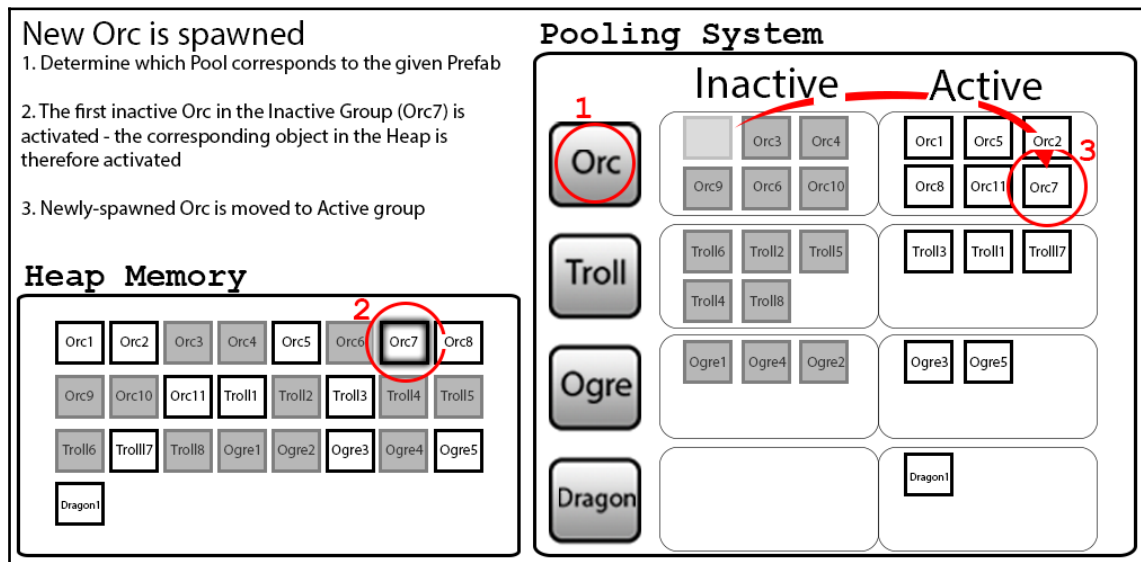 New Orc is spawned
1. Determine which Pool corresponds to the given Prefab
2. The first inactive Orc in the Inactive Group (Orc7) is
activated - the corresponding object in the Heap is
therefore activated
3. Newly-spawned Orc is moved to Active group
Heap Memory
2
Orc1 Orc2 Orc3 Orc4 Orc5 Orc6 Orc7 Orc8
Orc9 Orc10 Orc11 Troll1 Troll2 Troll3 Troll4 Troll5
Troll6 Trolll7 Troll8 Ogre1 Ogre2 Ogre3 Ogre4 Ogre5
Dragon1
Pooling System
Inactive Active
1
Orc
Orc3 Orc4 Orc1 Orc5 Orc2
3
Orc9 Orc6 Orc10 Orc8 Orc11 Orc7
Troll
Troll6 Troll2 Troll5 Troll3 Troll1 Trolll7
Troll4 Troll8
Ogre
Ogre1 Ogre4 Ogre2 Ogre3 Ogre5
Dragon
Dragon1